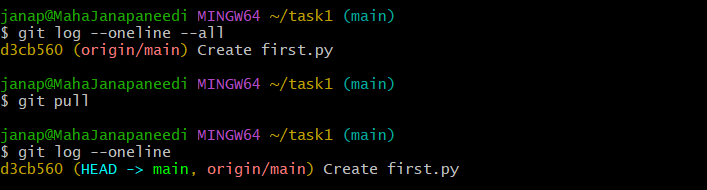 janap@MahaJanapaneedi MINGW64 ~/task1 (main)
$ git log --oneline --all
d3cb560 (origin/main) Create first.py
janap@MahaJanapaneedi MINGW64 ~/task1 (main)
$ git pull
janap@MahaJanapaneedi MINGW64 ~/task1 (main)
$ git log --oneline
d3cb560 (HEAD -> main, origin/main) Create first.py